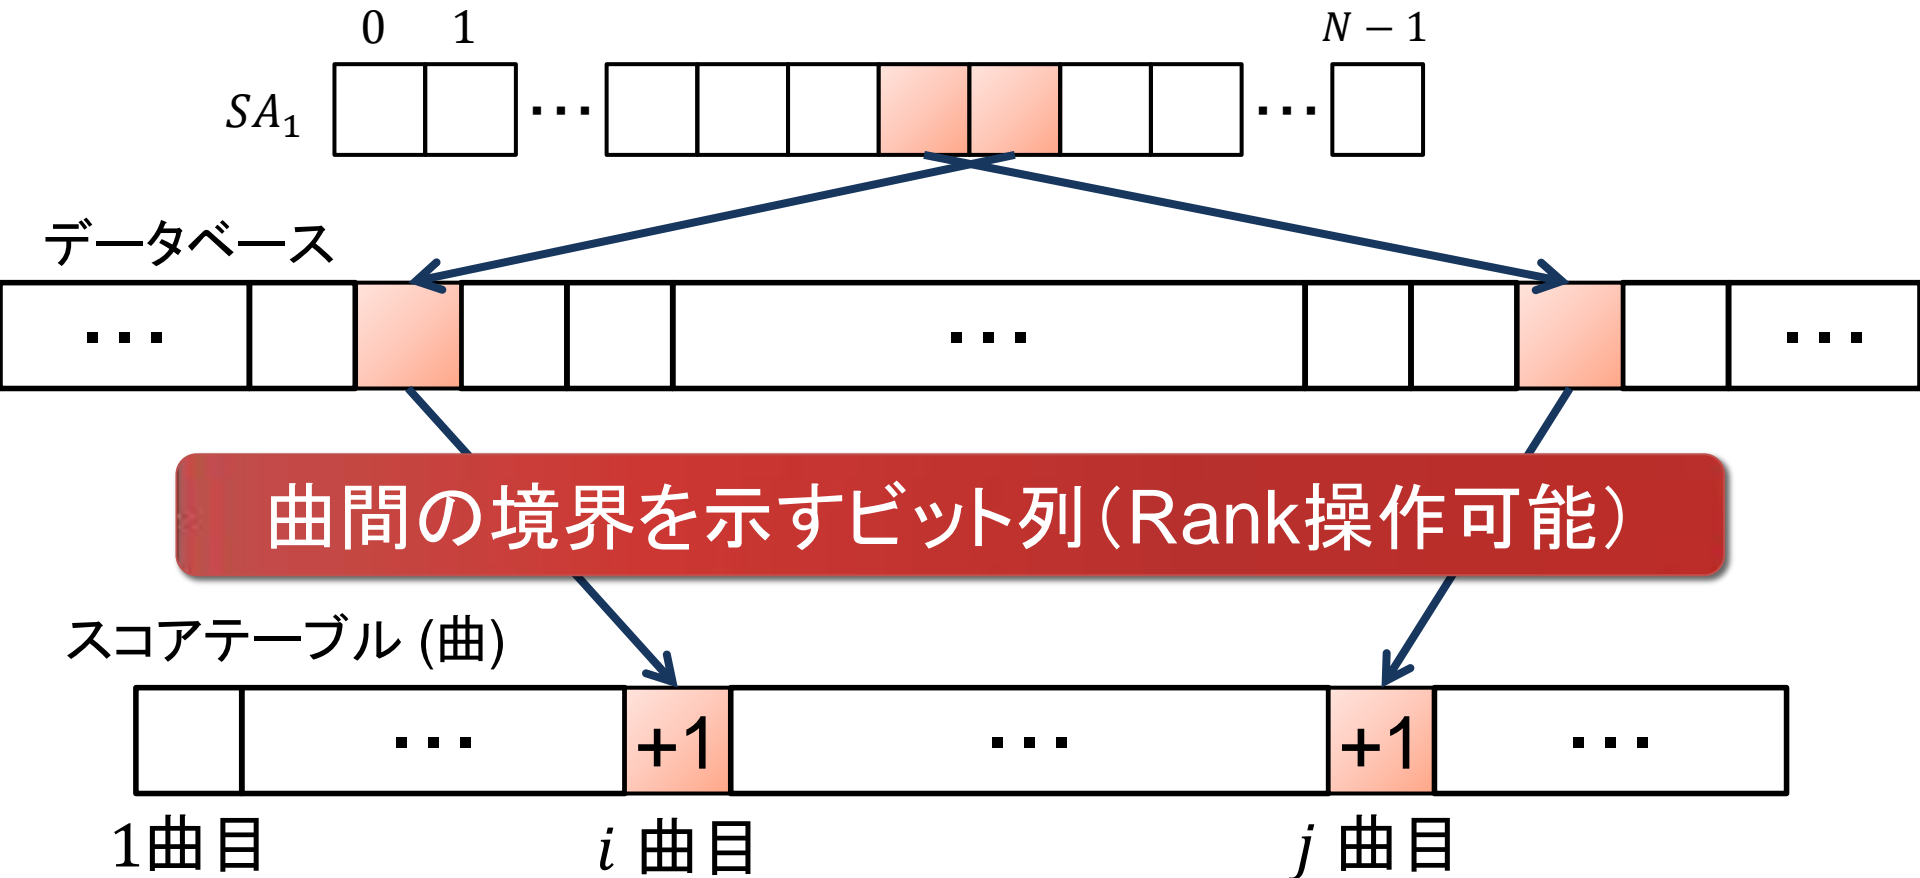 0 1 N − 1
SA₁ ··· ···
データベース
··· ··· ···
曲間の境界を示すビット列(Rank操作可能)
スコアテーブル (曲)
··· +1 ··· +1 ···
1曲目 i 曲目 j 曲目